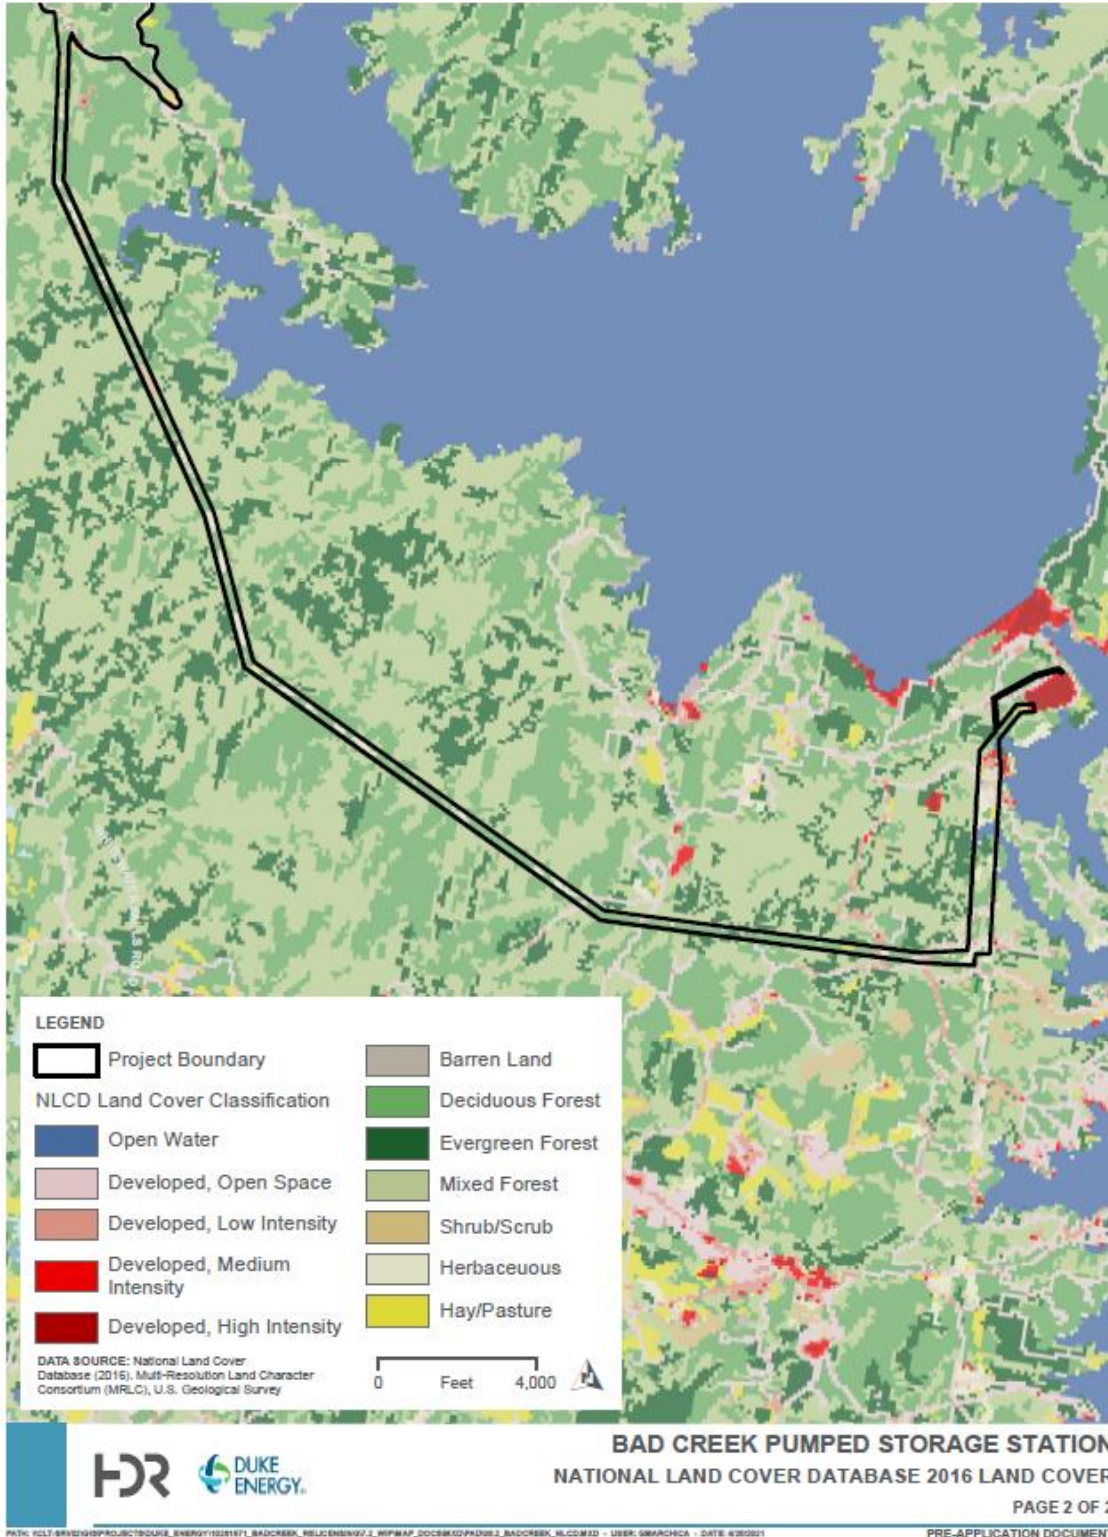 LEGEND
Project Boundary
NLCD Land Cover Classification
Open Water
Developed, Open Space
Developed, Low Intensity
Developed, Medium
Intensity
Developed, High Intensity
Barren Land
Deciduous Forest
Evergreen Forest
Mixed Forest
Shrub/Scrub
Herbaceuous
Hay/Pasture
DATA SOURCE: National Land Cover
Database (2016). Multi-Resolution Land Character
Consortium (MRLC), U.S. Geological Survey
0 Feet 4,000
HDR
DUKE
ENERGY.
BAD CREEK PUMPED STORAGE STATION
NATIONAL LAND COVER DATABASE 2016 LAND COVER
PAGE 2 OF 2
PRE-APPLICATION DOCUMENT